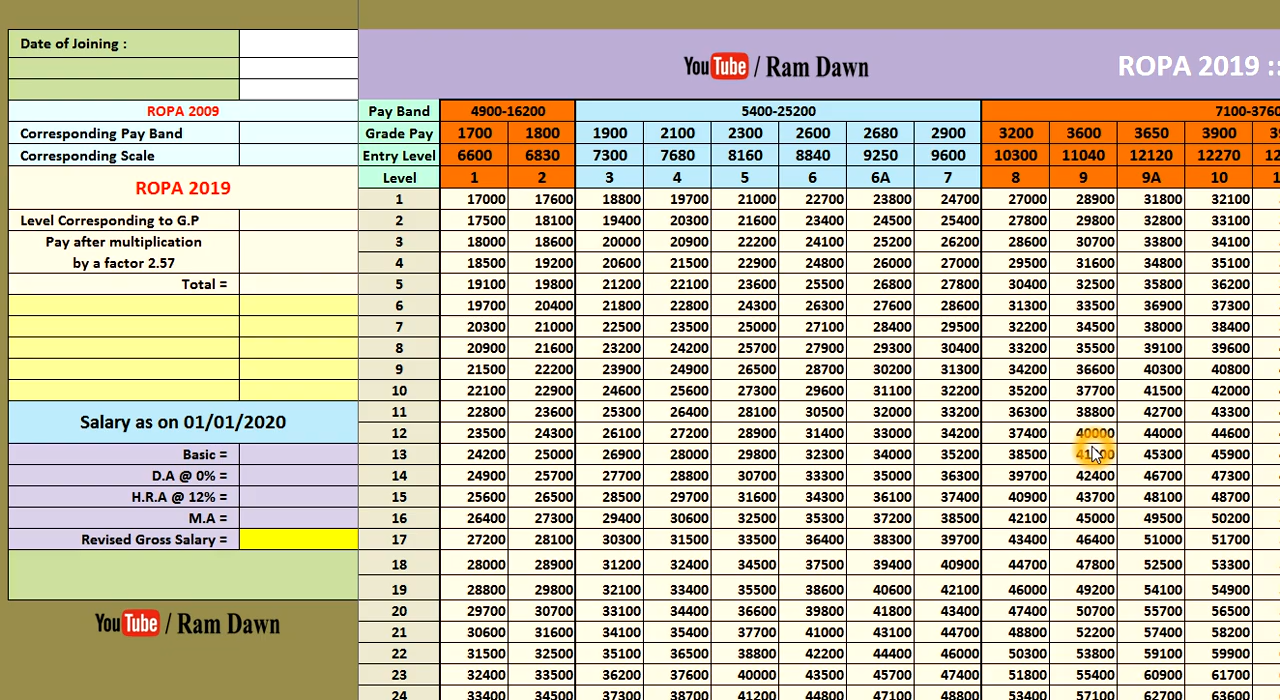 Date of Joining :
YouTube / Ram Dawn
ROPA 2019 ::
ROPA 2009
Corresponding Pay Band
Corresponding Scale
ROPA 2019
Level Corresponding to G.P
Pay after multiplication
by a factor 2.57
Total =
Salary as on 01/01/2020
Basic =
D.A @ 0% =
H.R.A @ 12% =
M.A =
Revised Gross Salary =
YouTube / Ram Dawn
Pay Band 4900-16200 5400-25200
Grade Pay 1700 1800 1900 2100 2300 2600 2680 2900 3200 3600 3650 3900
Entry Level 6600 6830 7300 7680 8160 8840 9250 9600 10300 11040 12120 12270
Level 1 2 3 4 5 6 6A 7 8 9 9A 10
1 17000 17600 18800 19700 21000 22700 23800 24700 27000 28900 31800 32100
2 17500 18100 19400 20300 21600 23400 24500 25400 27800 29800 32800 33100
3 18000 18600 20000 20900 22200 24100 25200 26200 28600 30700 33800 34100
4 18500 19200 20600 21500 22900 24800 26000 27000 29500 31600 34800 35100
5 19100 19800 21200 22100 23600 25500 26800 27800 30400 32500 35800 36200
6 19700 20400 21800 22800 24300 26300 27600 28600 31300 33500 36900 37300
7 20300 21000 22500 23500 25000 27100 28400 29500 32200 34500 38000 38400
8 20900 21600 23200 24200 25700 27900 29300 30400 33200 35500 39100 39600
9 21500 22200 23900 24900 26500 28700 30200 31300 34200 36600 40300 40800
10 22100 22900 24600 25600 27300 29600 31100 32200 35200 37700 41500 42000
11 22800 23600 25300 26400 28100 30500 32000 33200 36300 38800 42700 43300
12 23500 24300 26100 27200 28900 31400 33000 34200 37400 40000 44000 44600
13 24200 25000 26900 28000 29800 32300 34000 35200 38500 45300 45900
14 24900 25700 27700 28800 30700 33300 35000 36300 39700 42400 46700 47300
15 25600 26500 28500 29700 31600 34300 36100 37400 40900 43700 48100 48700
16 26400 27300 29400 30600 32500 35300 37200 38500 42100 45000 49500 50200
17 27200 28100 30300 31500 33500 36400 38300 39700 43400 46400 51000 51700
18 28000 28900 31200 32400 34500 37500 39400 40900 44700 47800 52500 53300
19 28800 29800 32100 33400 35500 38600 40600 42100 46000 49200 54100 54900
20 29700 30700 33100 34400 36600 39800 41800 43400 47400 50700 55700 56500
21 30600 31600 34100 35400 37700 41000 43100 44700 48800 52200 57400 58200
22 31500 32500 35100 36500 38800 42200 44400 46000 50300 53800 59100 59900
23 32400 33500 36200 37600 40000 43500 45700 47400 51800 55400 60900 61700
24 33400 34500 37300 38700 41200 44800 47100 48800 53400 57100